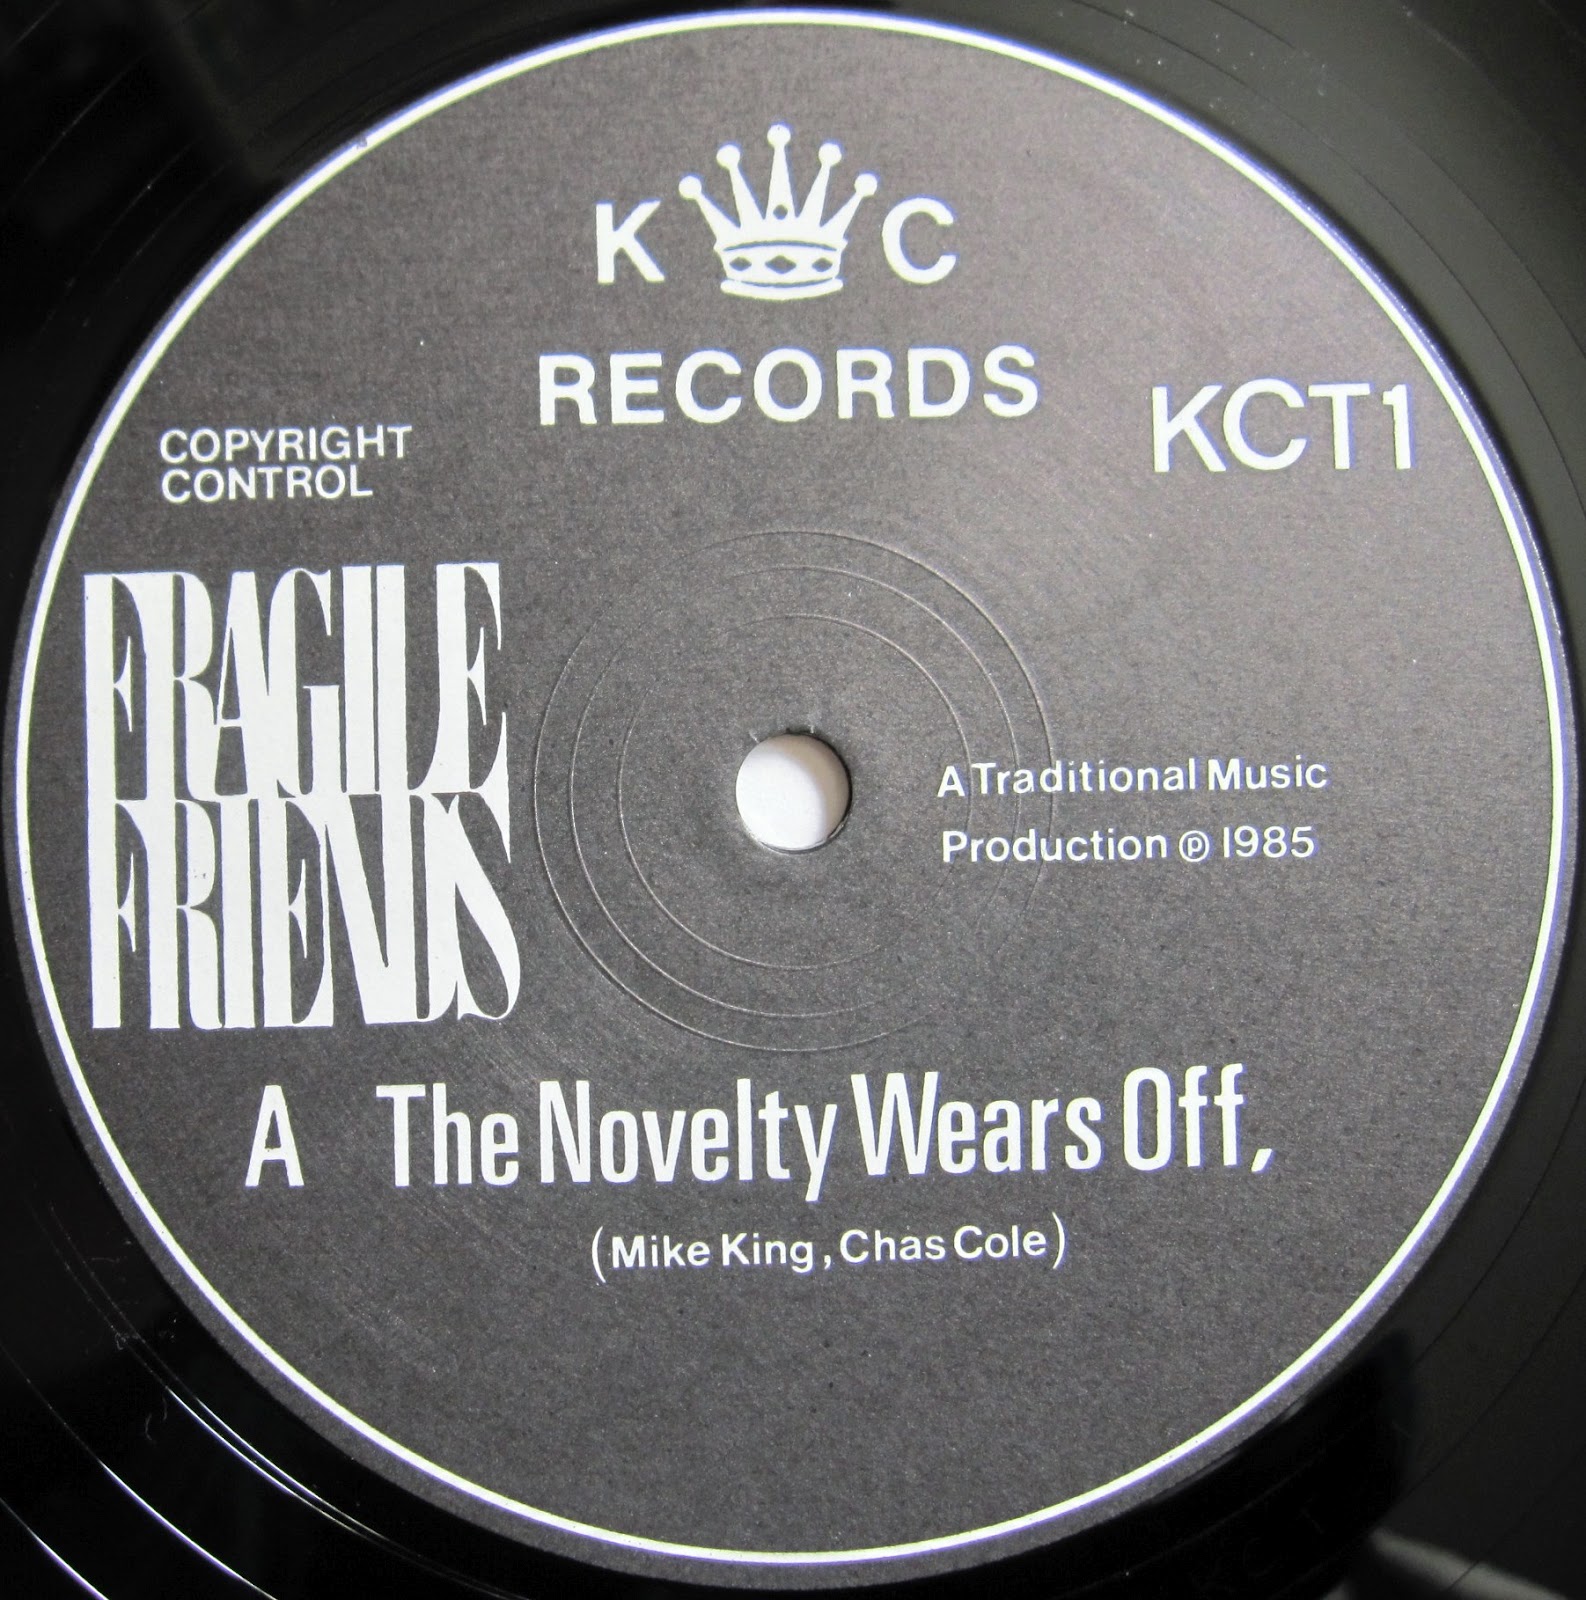 K C
RECORDS
KCT1
COPYRIGHT
CONTROL
FRAGILE
FRIENDS
A Traditional Music
Production ℗ 1985
A The Novelty Wears Off,
(Mike King, Chas Cole)